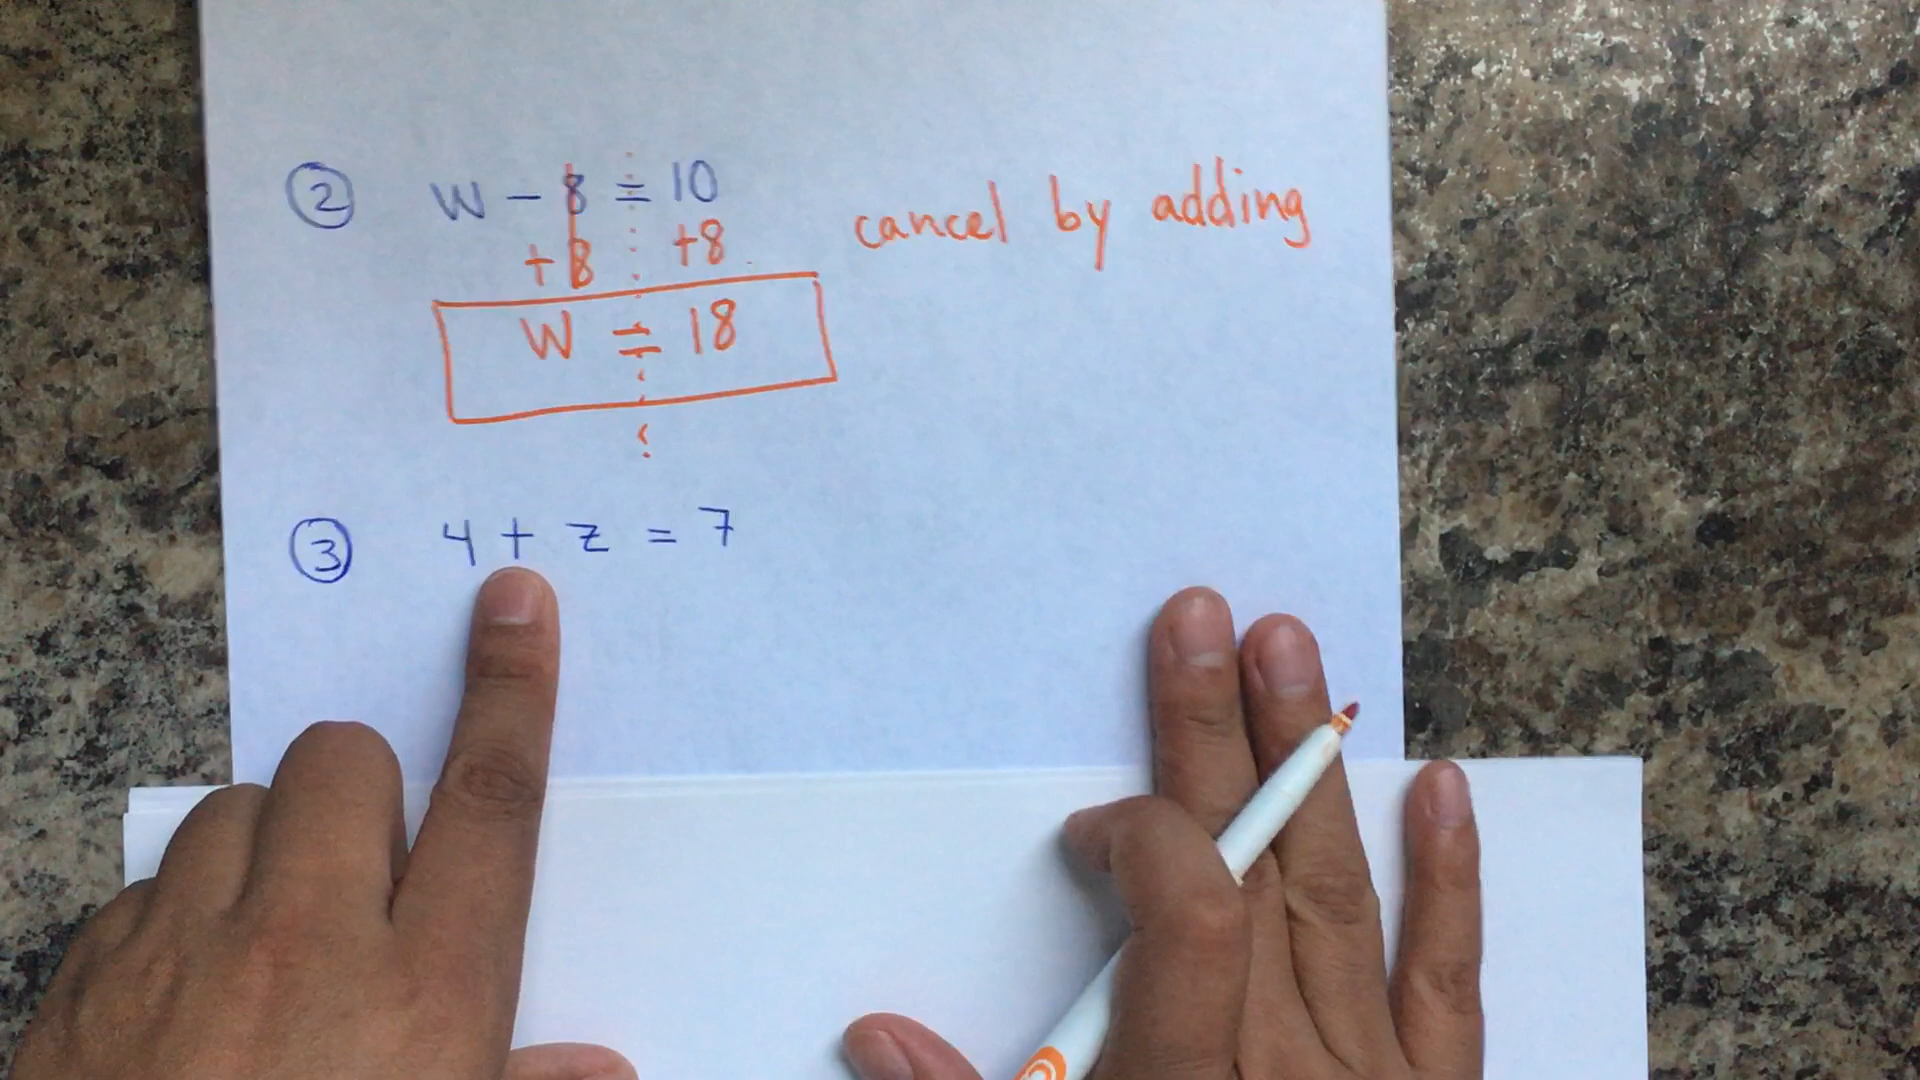 ② W - 8 = 10 cancel by adding
+8 +8
W = 18
③ 4 + z = 7